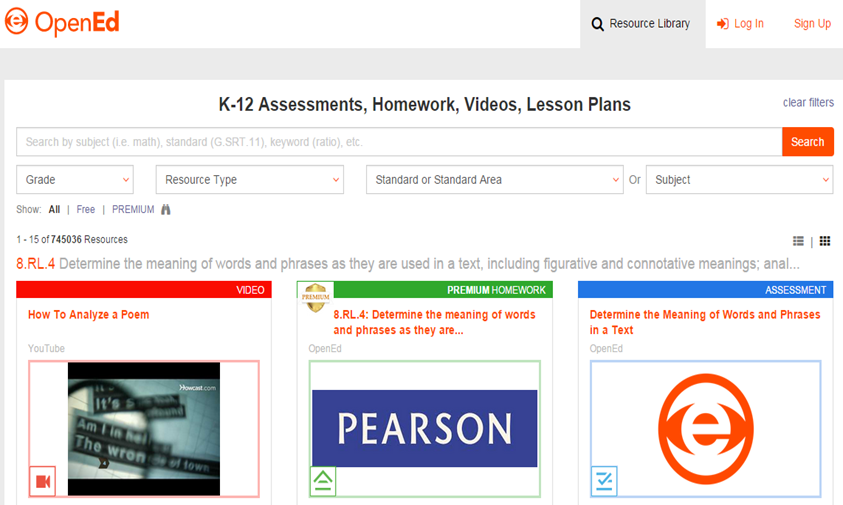 OpenEd
Resource Library
Log In
Sign Up
K-12 Assessments, Homework, Videos, Lesson Plans
clear filters
Search by subject (i.e. math), standard (G.SRT.11), keyword (ratio), etc.
Search
Grade
Resource Type
Standard or Standard Area
Or
Subject
Show: All | Free | PREMIUM
1 - 15 of 745036 Resources
8.RL.4 Determine the meaning of words and phrases as they are used in a text, including figurative and connotative meanings; anal...
VIDEO
How To Analyze a Poem
YouTube
Howcast.com
It's
Am I in
The wron
of town
PREMIUM
PREMIUM HOMEWORK
8.RL.4: Determine the meaning of words
and phrases as they are...
OpenEd
PEARSON
ASSESSMENT
Determine the Meaning of Words and Phrases
in a Text
OpenEd
e